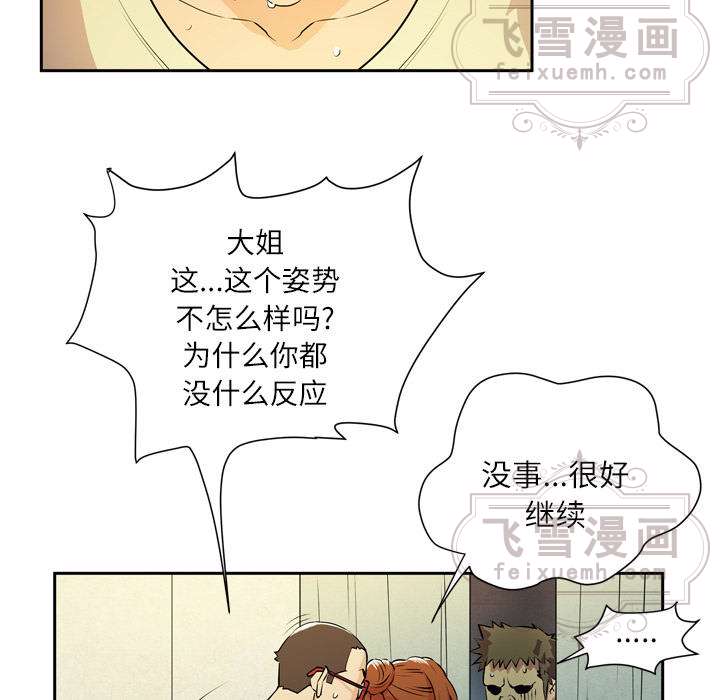 飞雪漫画
feixuemh.com
大姐
这...这个姿势
不怎么样吗?
为什么你都
没什么反应
没事...很好
继续
飞雪漫画
feixuemh.com
.....